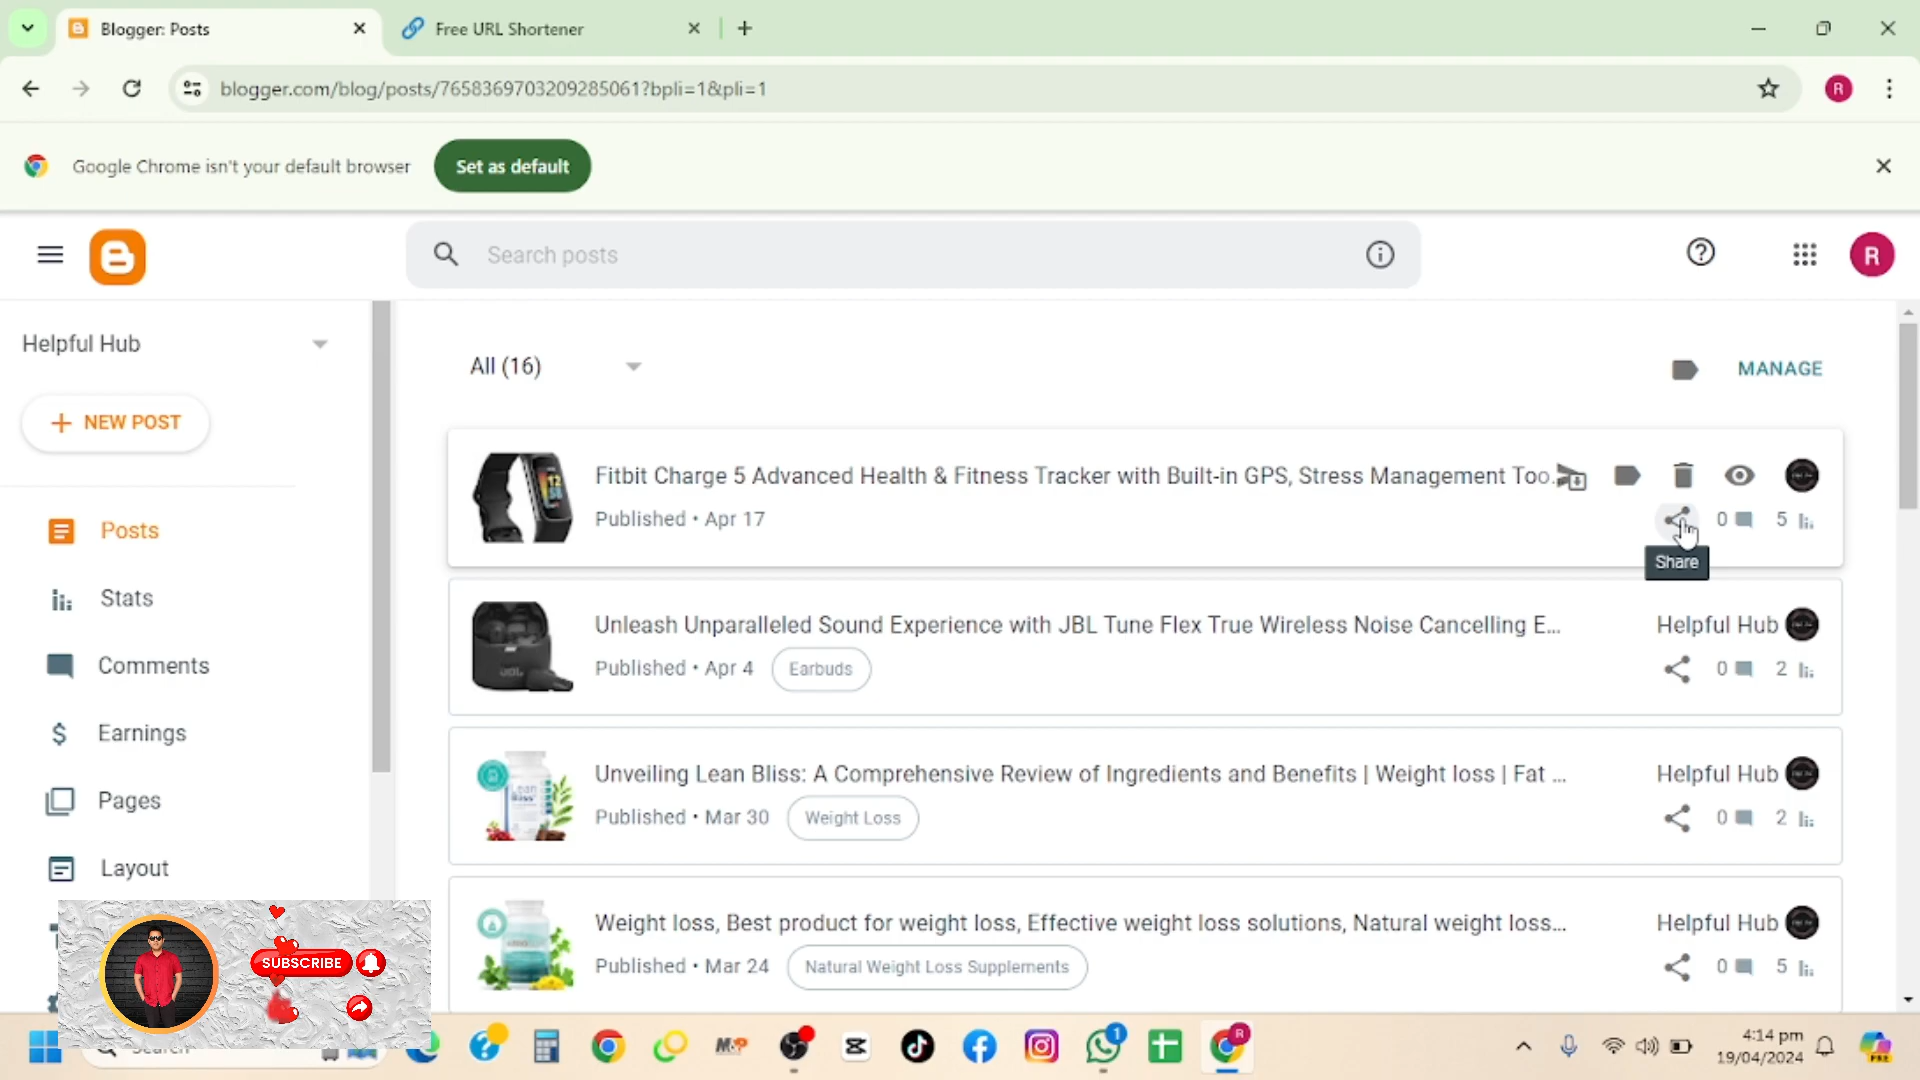 Blogger: Posts
Free URL Shortener
blogger.com/blog/posts/7658369703209285061?bpli=1&pli=1
R
Google Chrome isn't your default browser
Set as default
Search posts
R
Helpful Hub
All (16)
MANAGE
NEW POST
Fitbit Charge 5 Advanced Health & Fitness Tracker with Built-in GPS, Stress Management Too...
Published • Apr 17
0
5
Share
Posts
Stats
Comments
Earnings
Pages
Layout
Unleash Unparalleled Sound Experience with JBL Tune Flex True Wireless Noise Cancelling E...
Helpful Hub
Published • Apr 4
Earbuds
0
2
Unveiling Lean Bliss: A Comprehensive Review of Ingredients and Benefits | Weight loss | Fat ...
Helpful Hub
Published • Mar 30
Weight Loss
0
2
Weight loss, Best product for weight loss, Effective weight loss solutions, Natural weight loss...
Helpful Hub
Published • Mar 24
Natural Weight Loss Supplements
0
5
SUBSCRIBE
4:14 pm
19/04/2024